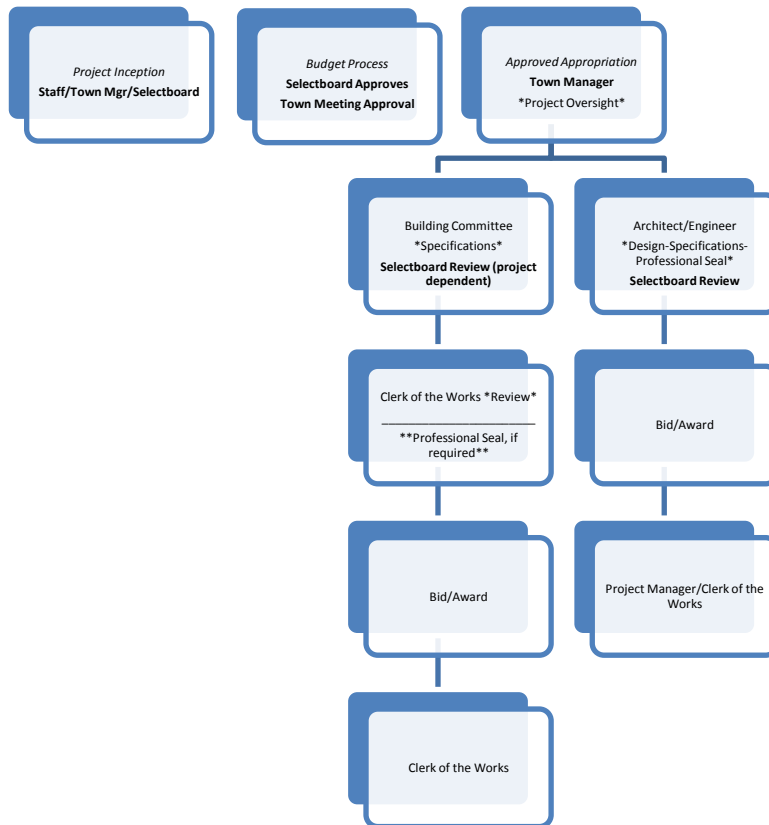 Project Inception
Staff/Town Mgr/Selectboard
Budget Process
Selectboard Approves
Town Meeting Approval
Approved Appropriation
Town Manager
*Project Oversight*
Building Committee
*Specifications*
Selectboard Review (project
dependent)
Architect/Engineer
*Design-Specifications-
Professional Seal*
Selectboard Review
Clerk of the Works *Review*
**Professional Seal, if
required**
Bid/Award
Bid/Award
Project Manager/Clerk of the
Works
Clerk of the Works